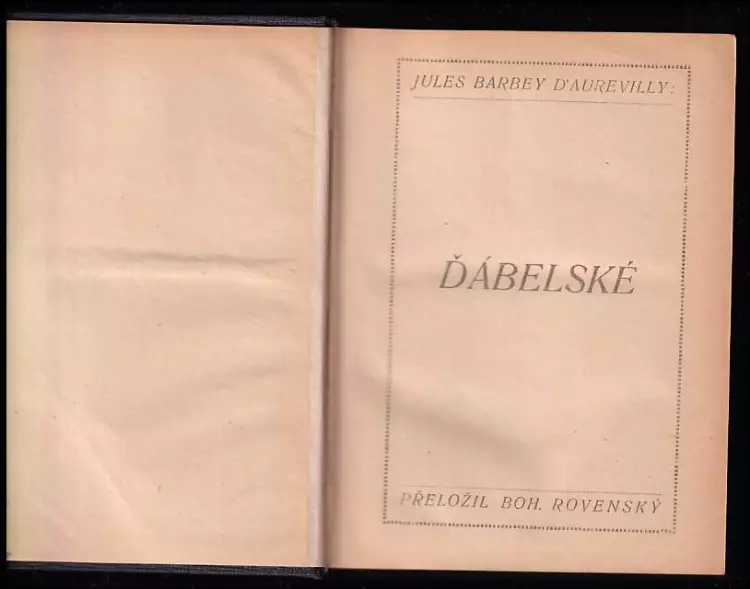 JULES BARBEY D'AUREVILLY:
ĎÁBELSKÉ
PŘELOŽIL BOH. ROVENSKÝ